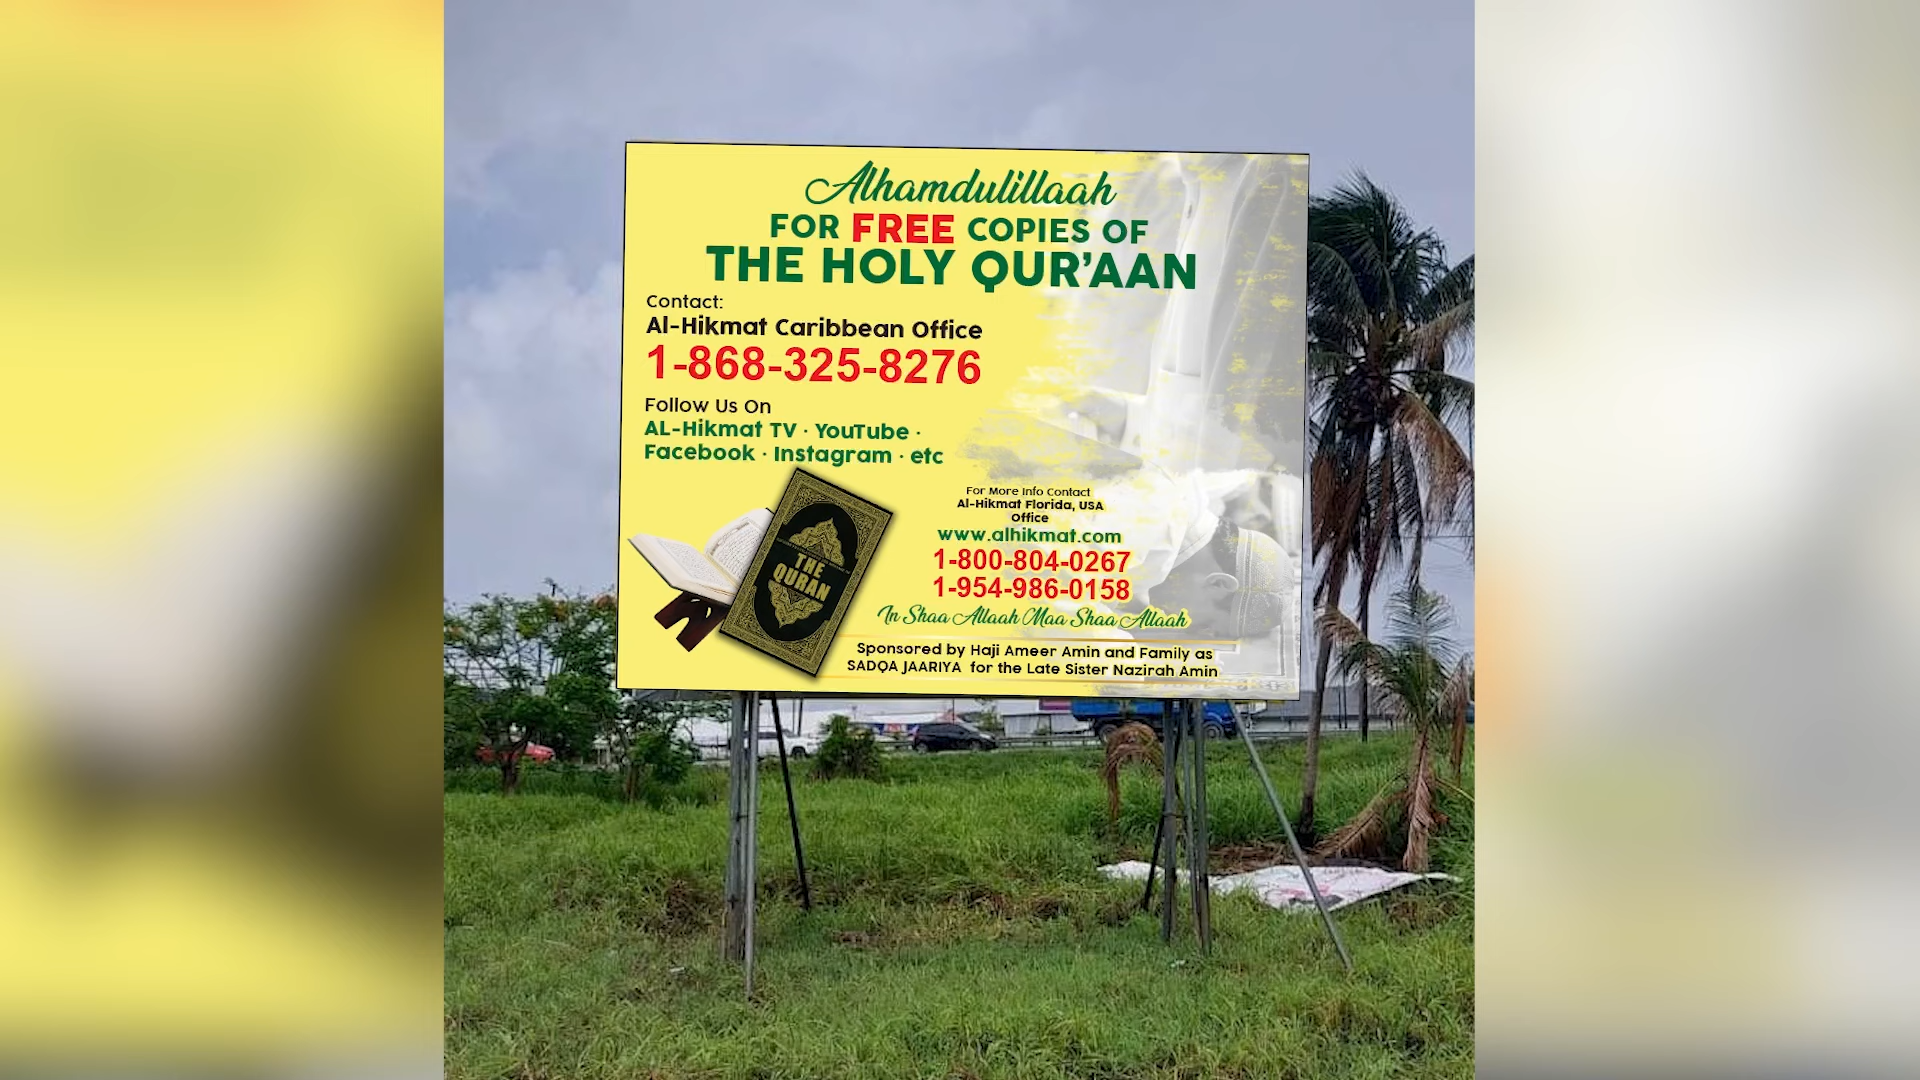 Alhamdulillaah
FOR FREE COPIES OF
THE HOLY QUR'AAN
Contact:
Al-Hikmat Caribbean Office
1-868-325-8276
Follow Us On
AL-Hikmat TV · YouTube ·
Facebook · Instagram · etc
THE
QURAN
For More Info Contact
Al-Hikmat Florida, USA
Office
www.alhikmat.com
1-800-804-0267
1-954-986-0158
In Shaa Allaah Maa Shaa Allaah
Sponsored by Haji Ameer Amin and Family as
SADQA JAARIYA for the Late Sister Nazirah Amin